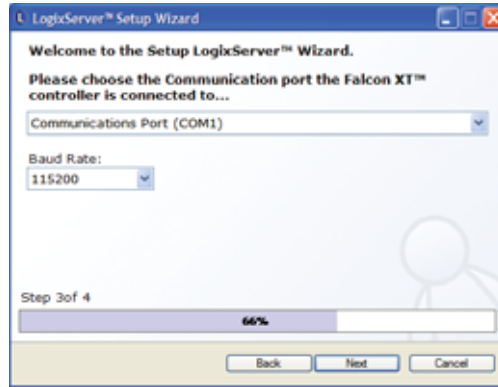 LogixServer™ Setup Wizard
Welcome to the Setup LogixServer™ Wizard.
Please choose the Communication port the Falcon XT™
controller is connected to...
Communications Port (COM1)
Baud Rate:
115200
Step 3of 4
66%
Back Next Cancel